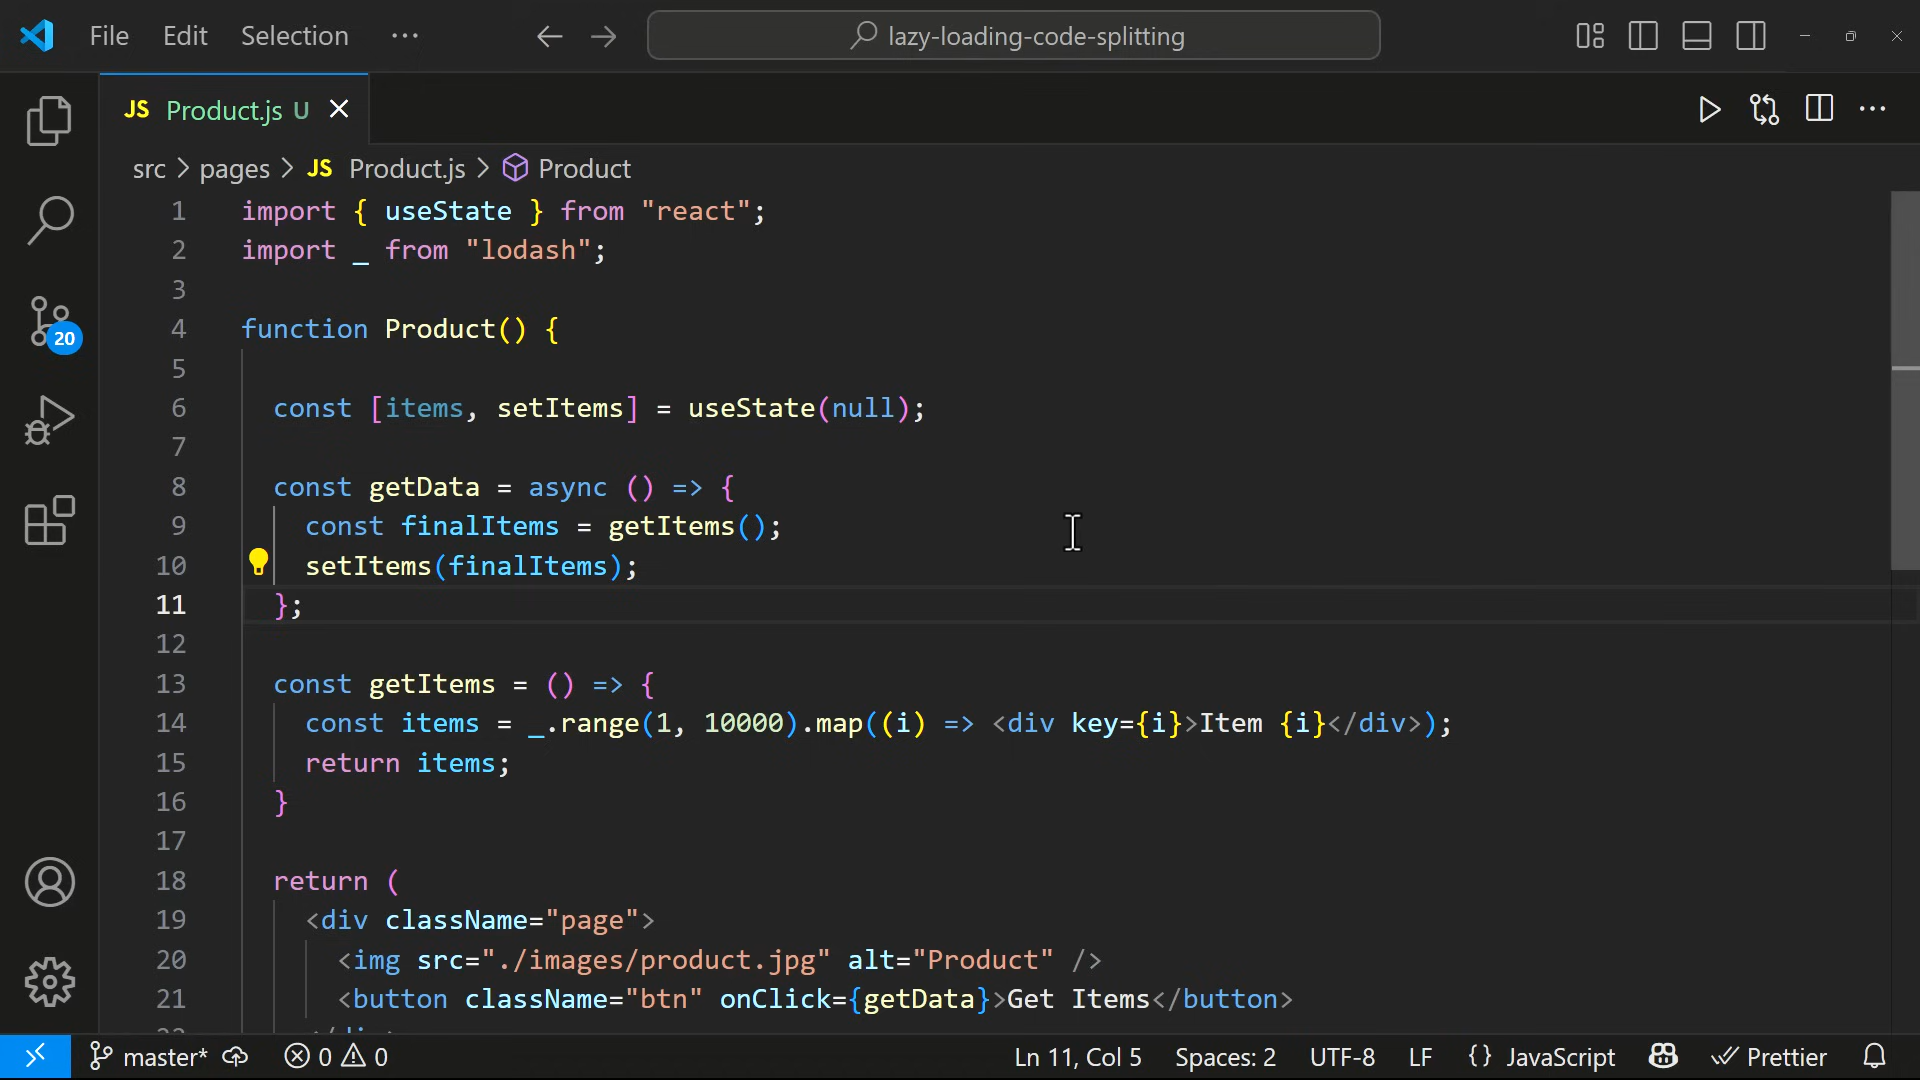 File Edit Selection ··· lazy-loading-code-splitting
JS Product.js U
src > pages > JS Product.js > Product
1 import { useState } from "react";
2 import _ from "lodash";
3
4 function Product() {
5
6 const [items, setItems] = useState(null);
7
8 const getData = async () => {
9 const finalItems = getItems();
10 setItems(finalItems);
11 };
12
13 const getItems = () => {
14 const items = _.range(1, 10000).map((i) => <div key={i}>Item {i}</div>);
15 return items;
16 }
17
18 return (
19 <div className="page">
20 <img src="./images/product.jpg" alt="Product" />
21 <button className="btn" onClick={getData}>Get Items</button>
20
master* 0 0 Ln 11, Col 5 Spaces: 2 UTF-8 LF {} JavaScript Prettier